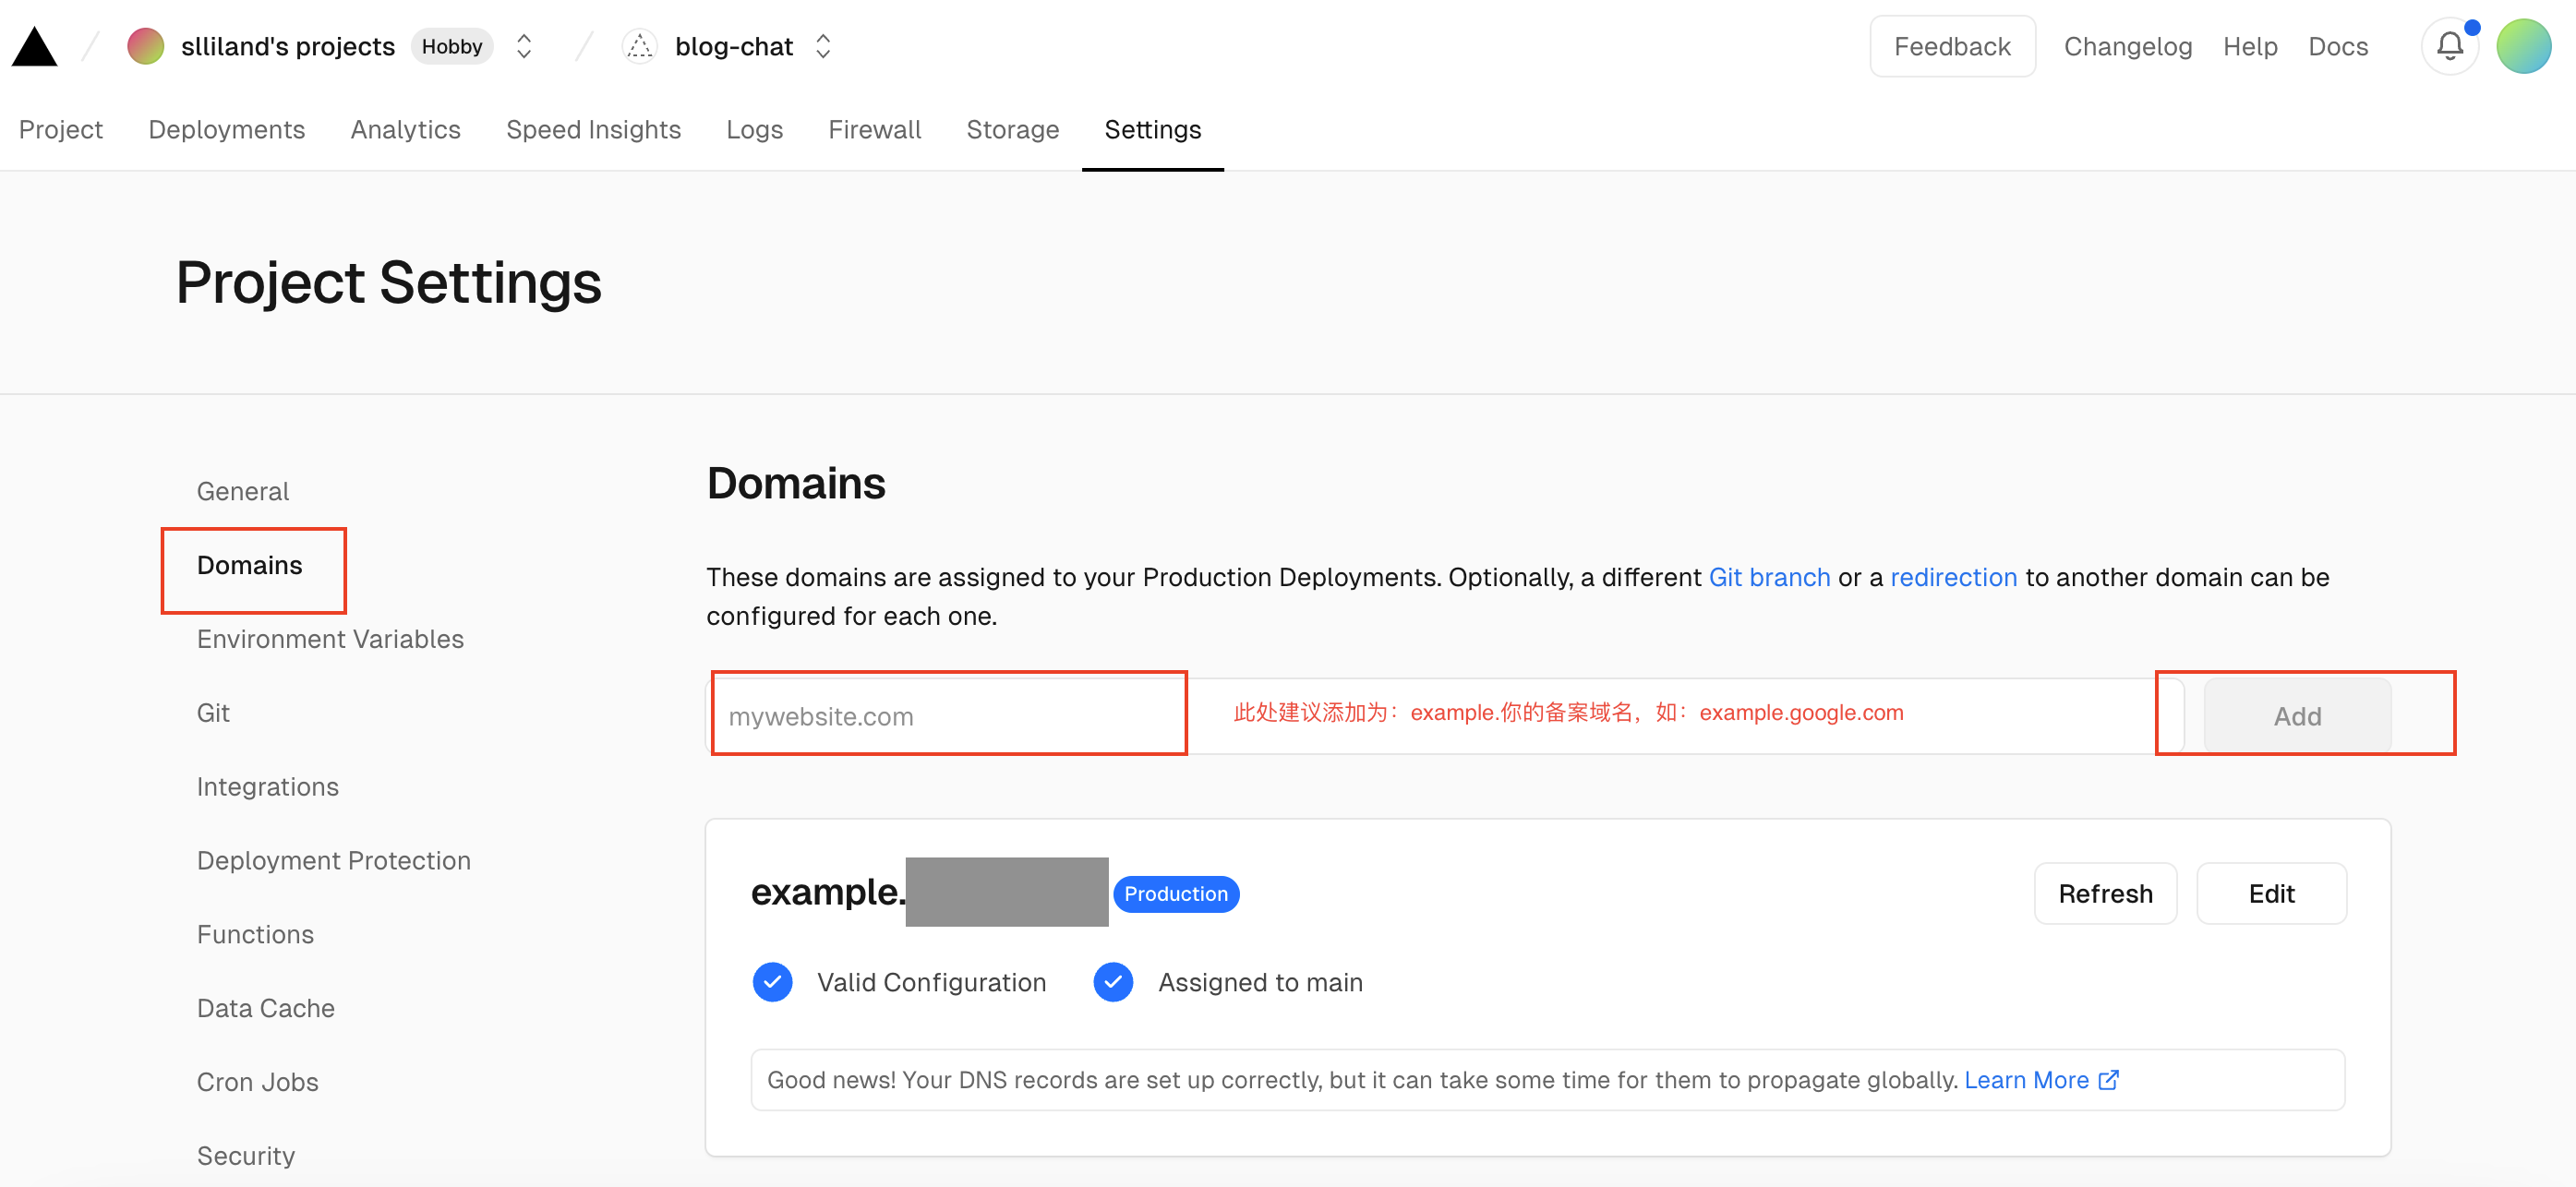 slliland's projects Hobby blog-chat Feedback Changelog Help Docs
Project Deployments Analytics Speed Insights Logs Firewall Storage Settings
Project Settings
General
Domains
Environment Variables
Git
Integrations
Deployment Protection
Functions
Data Cache
Cron Jobs
Security
Domains
These domains are assigned to your Production Deployments. Optionally, a different Git branch or a redirection to another domain can be
configured for each one.
mywebsite.com 此处建议添加为：example.你的备案域名，如：example.google.com Add
example. Production Refresh Edit
Valid Configuration Assigned to main
Good news! Your DNS records are set up correctly, but it can take some time for them to propagate globally. Learn More